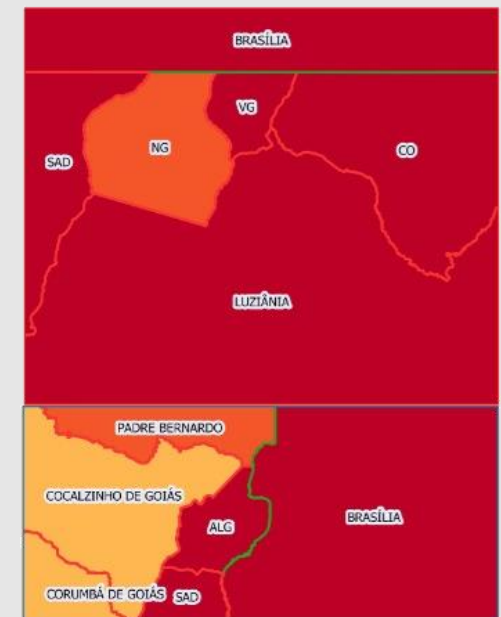 BRASÍLIA
VG
NG
CO
SAD
LUZIÂNIA
PADRE BERNARDO
COCALZINHO DE GOIÁS
BRASÍLIA
ALG
CORUMBÁ DE GOIÁS
SAD